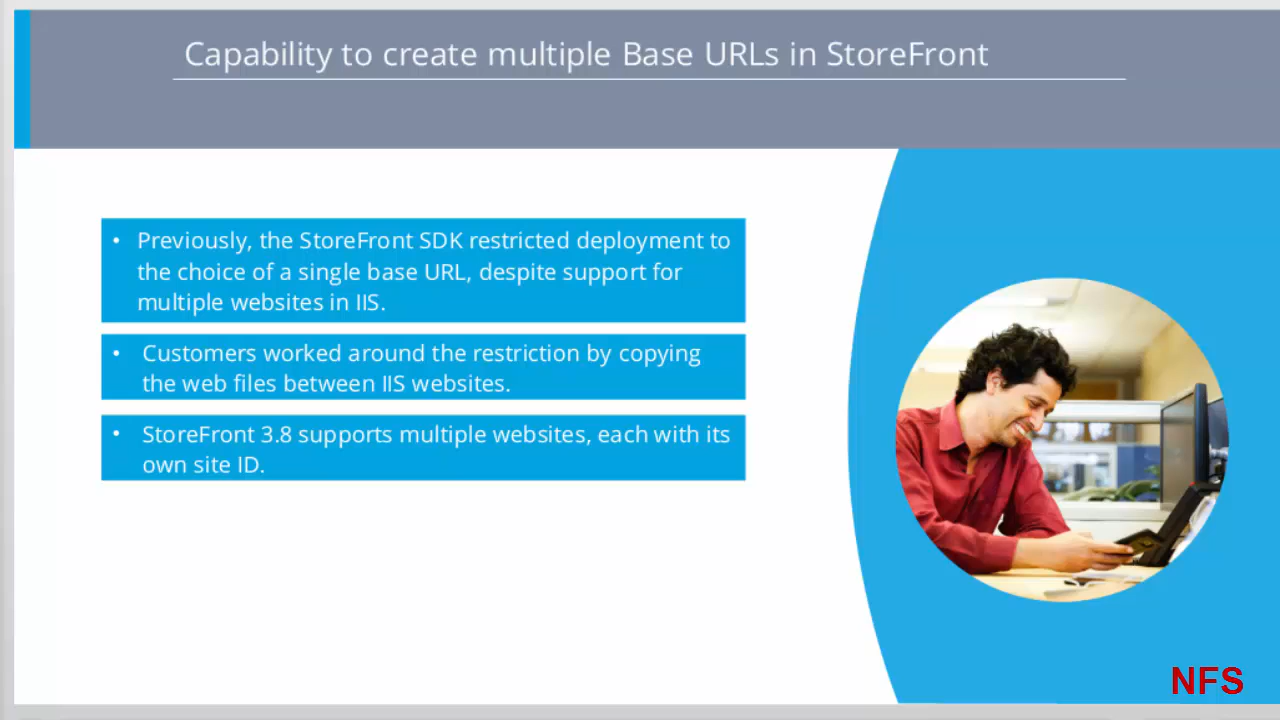 Capability to create multiple Base URLs in StoreFront
• Previously, the StoreFront SDK restricted deployment to
the choice of a single base URL, despite support for
multiple websites in IIS.
• Customers worked around the restriction by copying
the web files between IIS websites.
• StoreFront 3.8 supports multiple websites, each with its
own site ID.
NFS